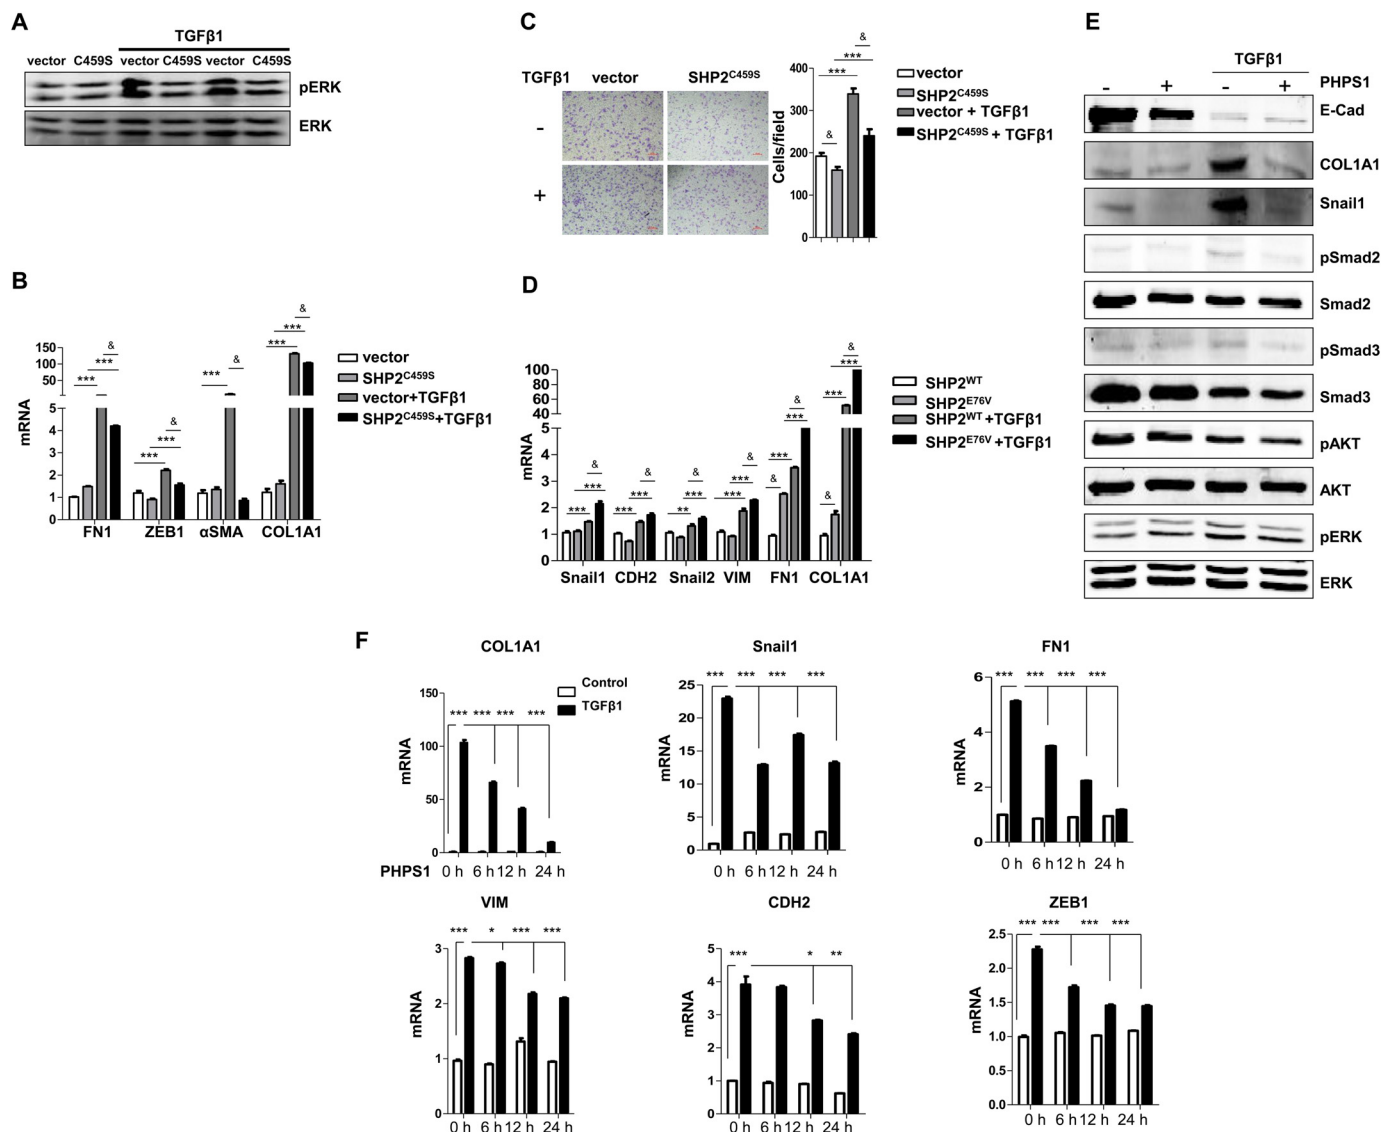 A
TGFβ1
vector C459S vector C459S vector C459S
pERK
ERK
B
mRNA
150
100
50
5
4
3
2
1
0
*** *** &
*** *** &
*** &
*** *** &
FN1 ZEB1 αSMA COL1A1
vector
SHP2C459S
vector+TGFβ1
SHP2C459S+TGFβ1
C
TGFβ1 vector SHP2C459S
-
+
Cells/field
400
300
200
100
0
&
***
***
&
vector
SHP2C459S
vector + TGFβ1
SHP2C459S + TGFβ1
D
mRNA
100
80
60
40
5
4
3
2
1
0
*** *** &
*** *** &
** *** &
*** *** &
& *** *** &
& *** *** &
Snail1 CDH2 Snail2 VIM FN1 COL1A1
SHP2WT
SHP2E76V
SHP2WT +TGFβ1
SHP2E76V +TGFβ1
E
TGFβ1
- + - + PHPS1
E-Cad
COL1A1
Snail1
pSmad2
Smad2
pSmad3
Smad3
pAKT
AKT
pERK
ERK
F
COL1A1
Control
TGFβ1
mRNA
150
100
50
0
*** *** *** ***
PHPS1 0 h 6 h 12 h 24 h
Snail1
mRNA
25
20
15
10
5
0
*** *** *** ***
0 h 6 h 12 h 24 h
FN1
mRNA
6
4
2
0
*** *** *** ***
0 h 6 h 12 h 24 h
VIM
mRNA
3
2
1
0
*** * *** ***
0 h 6 h 12 h 24 h
CDH2
mRNA
5
4
3
2
1
0
*** * **
0 h 6 h 12 h 24 h
ZEB1
mRNA
2.5
2.0
1.5
1.0
0.5
0.0
*** *** *** ***
0 h 6 h 12 h 24 h